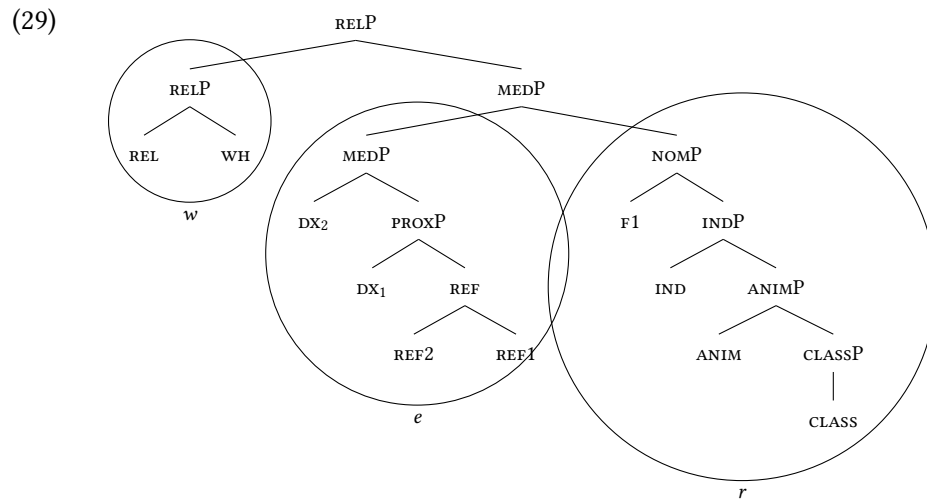 (29)
RELP
RELP MEDP
REL WH MEDP NOMP
w DX2 PROXP F1 INDP
DX1 REF IND ANIMP
REF2 REF1 ANIM CLASSP
e CLASS
r